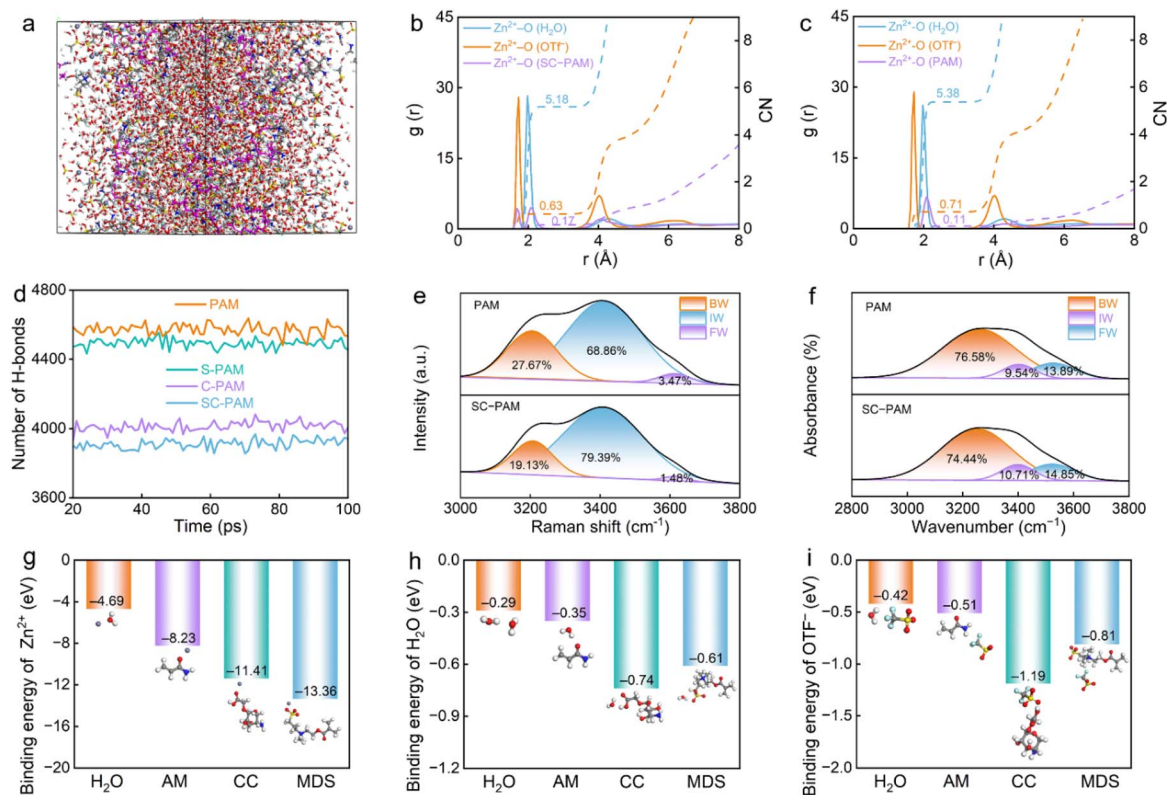 a
b
45
30
15
0
g (r)
Zn²⁺–O (H₂O)
Zn²⁺–O (OTf⁻)
Zn²⁺–O (SC−PAM)
5.18
0.63
0.17
8
6
4
2
0
CN
0 2 4 6 8
r (Å)
c
45
30
15
0
g (r)
Zn²⁺-O (H₂O)
Zn²⁺-O (OTf⁻)
Zn²⁺-O (PAM)
5.38
0.71
0.11
8
6
4
2
0
CN
0 2 4 6 8
r (Å)
d
4800
4400
4000
3600
Number of H-bonds
PAM
S-PAM
C-PAM
SC-PAM
20 40 60 80 100
Time (ps)
e
Intensity (a.u.)
PAM
BW
IW
FW
27.67%
68.86%
3.47%
SC−PAM
19.13%
79.39%
1.48%
3000 3200 3400 3600 3800
Raman shift (cm⁻¹)
f
Absorbance (%)
PAM
BW
IW
FW
76.58%
9.54%
13.89%
SC−PAM
74.44%
10.71%
14.85%
2800 3000 3200 3400 3600 3800
Wavenumber (cm⁻¹)
g
0
−4
−8
−12
−16
−20
Binding energy of Zn²⁺ (eV)
−4.69
−8.23
−11.41
−13.36
H₂O AM CC MDS
h
0.0
−0.3
−0.6
−0.9
−1.2
Binding energy of H₂O (eV)
−0.29
−0.35
−0.74
−0.61
H₂O AM CC MDS
i
0.0
−0.5
−1.0
−1.5
−2.0
Binding energy of OTF⁻ (eV)
−0.42
−0.51
−1.19
−0.81
H₂O AM CC MDS